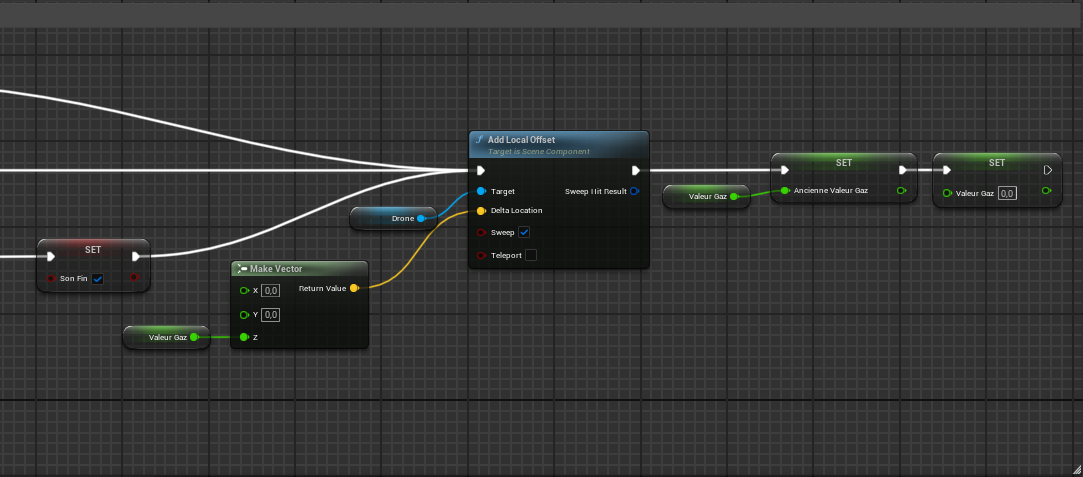 Add Local Offset
Target is Scene Component
Target
Sweep Hit Result
Delta Location
Sweep
Teleport
Drone
SET
Son Fin
Make Vector
X 0,0
Return Value
Y 0,0
Z
Valeur Gaz
Valeur Gaz
SET
Ancienne Valeur Gaz
SET
Valeur Gaz 0,0